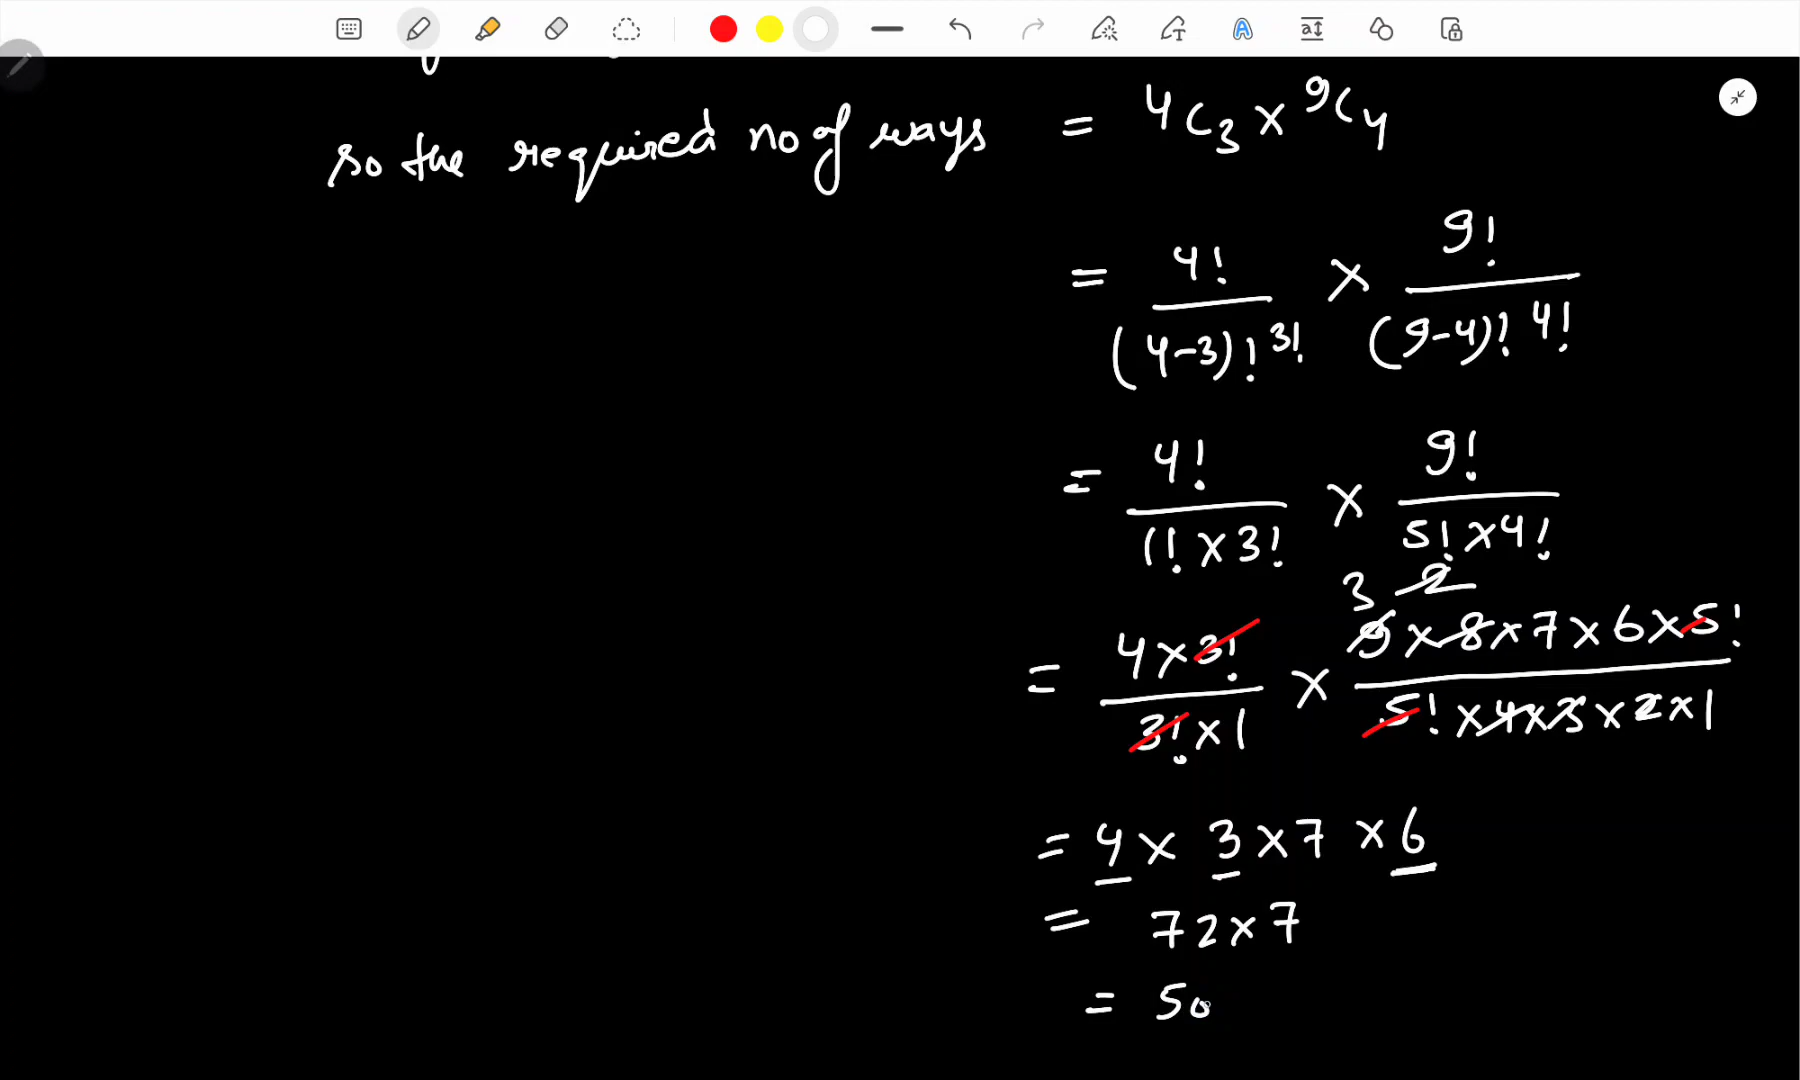 so the required no of ways = ⁴C₃ × ⁹C₄
= 4! / (4-3)! 3! × 9! / (9-4)! 4!
= 4! / 1! × 3! × 9! / 5! × 4!
3 2
= 4 × 3! / 3! × 1 × 9 × 8 × 7 × 6 × 5! / 5! × 4 × 3 × 2 × 1
= 4 × 3 × 7 × 6
= 72 × 7
= 50